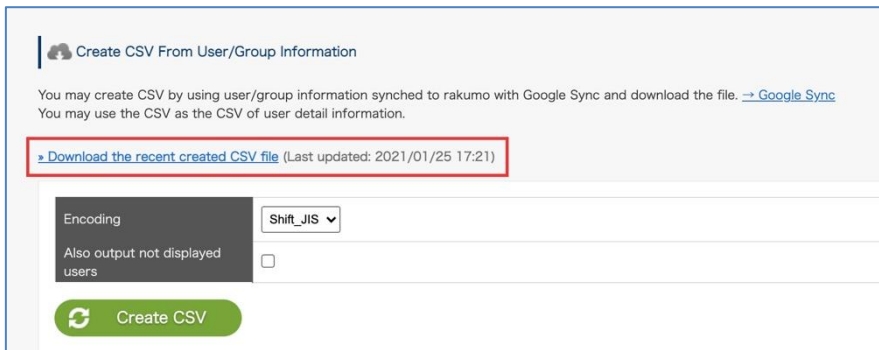 Create CSV From User/Group Information
You may create CSV by using user/group information synched to rakumo with Google Sync and download the file. → Google Sync
You may use the CSV as the CSV of user detail information.
» Download the recent created CSV file (Last updated: 2021/01/25 17:21)
Encoding Shift_JIS
Also output not displayed
users
Create CSV